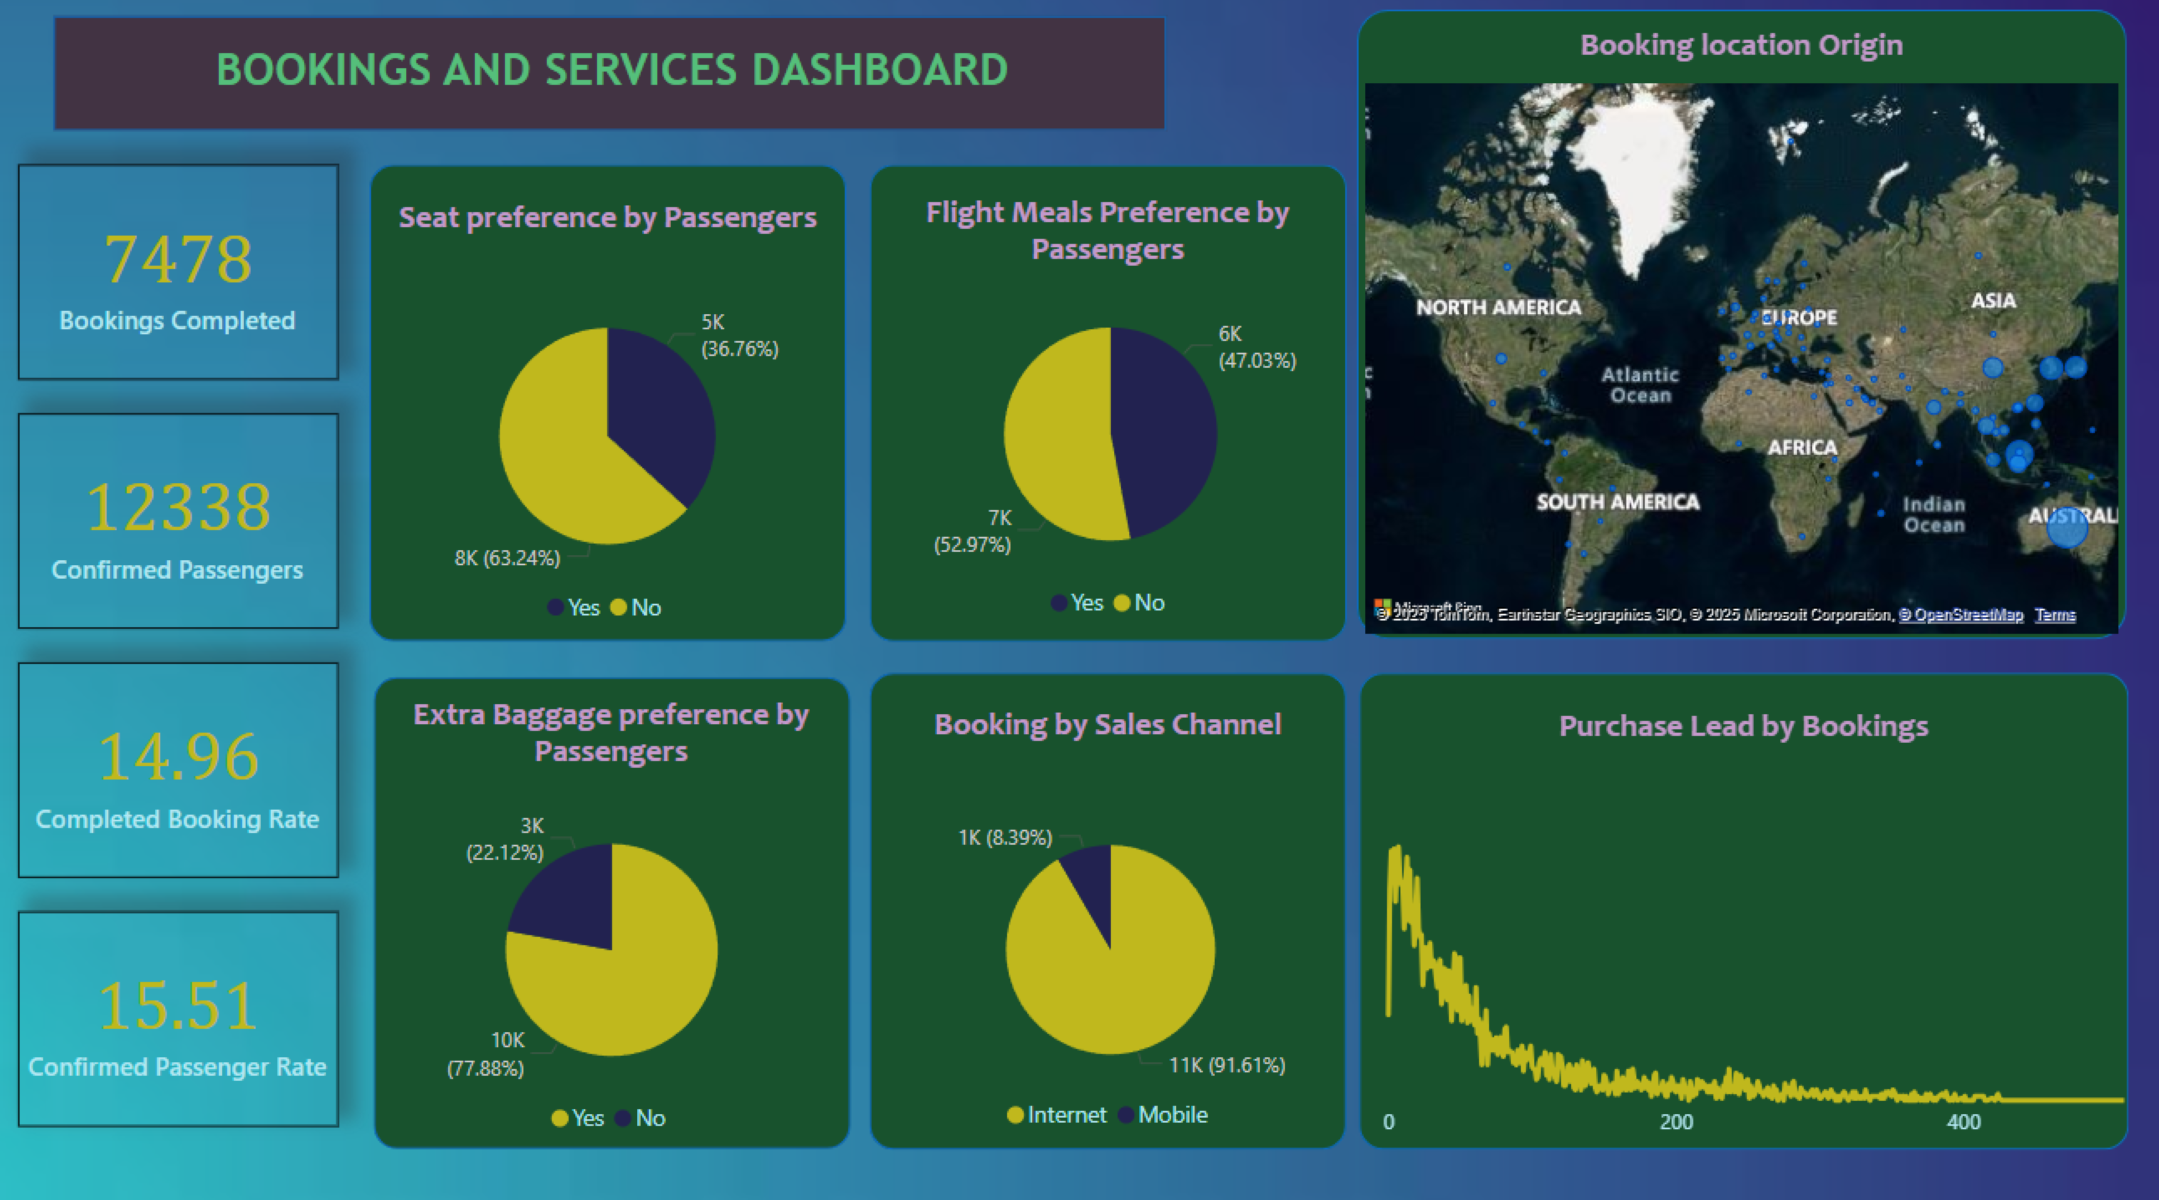 BOOKINGS AND SERVICES DASHBOARD
7478
Bookings Completed
12338
Confirmed Passengers
14.96
Completed Booking Rate
15.51
Confirmed Passenger Rate
Seat preference by Passengers
5K
(36.76%)
8K (63.24%)
Yes No
Flight Meals Preference by
Passengers
6K
(47.03%)
7K
(52.97%)
Yes No
Booking location Origin
NORTH AMERICA
EUROPE
ASIA
Atlantic
Ocean
AFRICA
SOUTH AMERICA
Indian
Ocean
AUSTRAL
Microsoft Bing
© 2025 TomTom, Earthstar Geographics SIO, © 2025 Microsoft Corporation, © OpenStreetMap Terms
Extra Baggage preference by
Passengers
3K
(22.12%)
10K
(77.88%)
Yes No
Booking by Sales Channel
1K (8.39%)
11K (91.61%)
Internet Mobile
Purchase Lead by Bookings
0 200 400